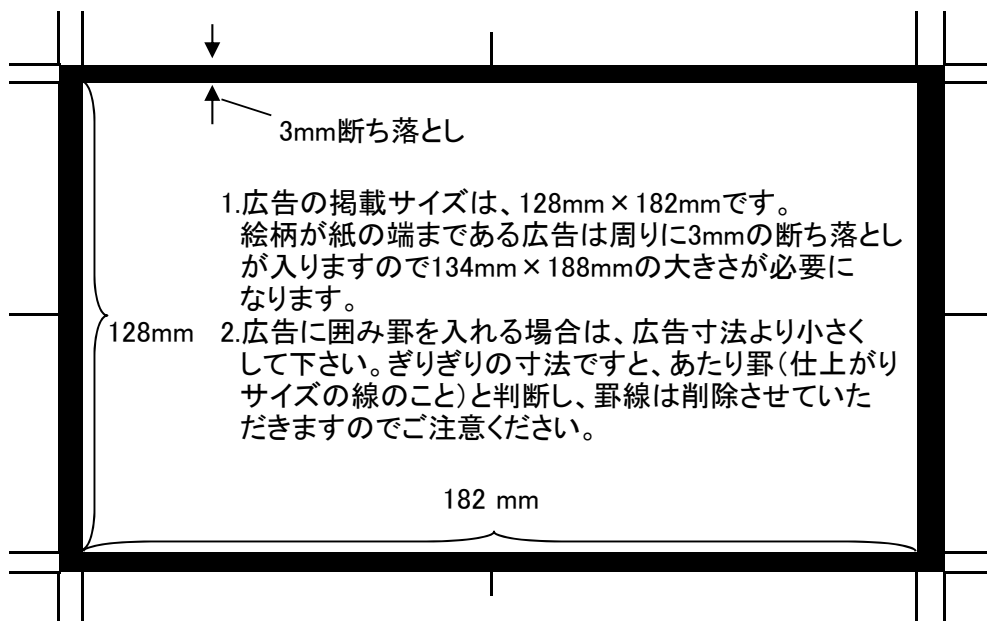 3mm断ち落とし
1.広告の掲載サイズは、128mm×182mmです。
絵柄が紙の端まである広告は周りに3mmの断ち落とし
が入りますので134mm×188mmの大きさが必要に
なります。
128mm
2.広告に囲み罫を入れる場合は、広告寸法より小さく
して下さい。ぎりぎりの寸法ですと、あたり罫(仕上がり
サイズの線のこと)と判断し、罫線は削除させていた
だきますのでご注意ください。
182 mm